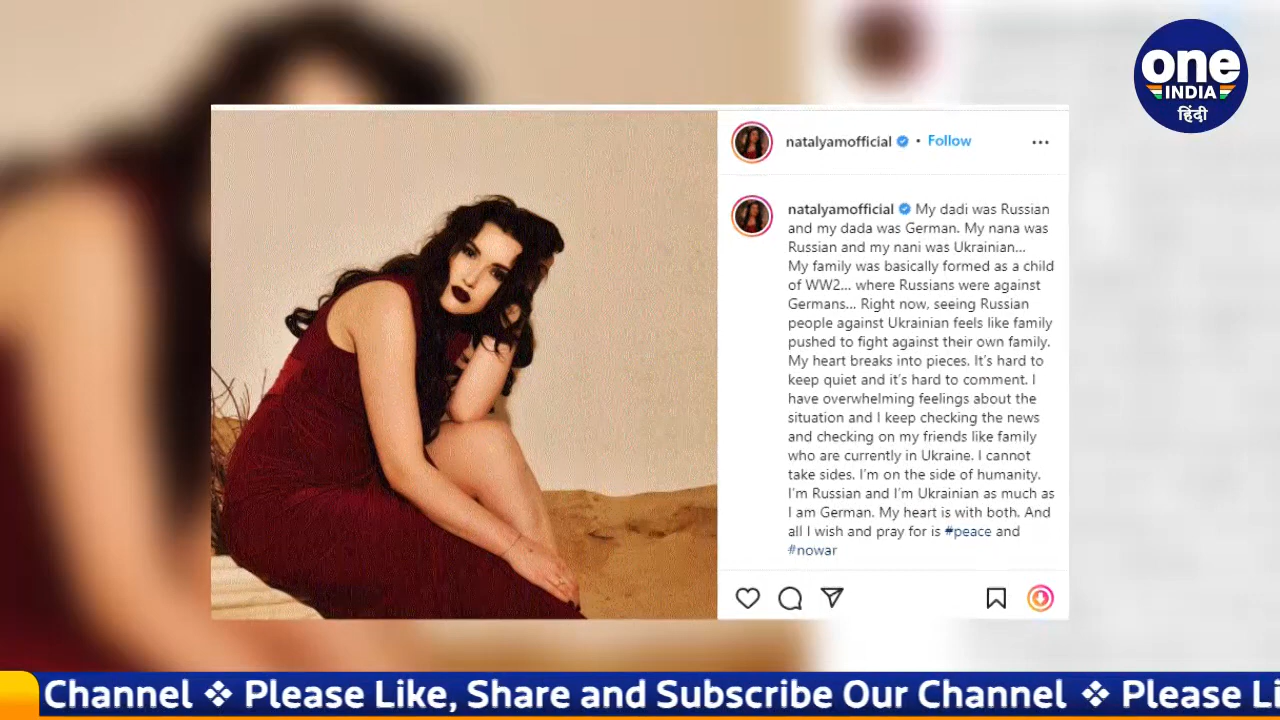 one
INDIA
हिंदी
natalyamofficial • Follow
natalyamofficial My dadi was Russian
and my dada was German. My nana was
Russian and my nani was Ukrainian...
My family was basically formed as a child
of WW2... where Russians were against
Germans... Right now, seeing Russian
people against Ukrainian feels like family
pushed to fight against their own family.
My heart breaks into pieces. It's hard to
keep quiet and it's hard to comment. I
have overwhelming feelings about the
situation and I keep checking the news
and checking on my friends like family
who are currently in Ukraine. I cannot
take sides. I'm on the side of humanity.
I'm Russian and I'm Ukrainian as much as
I am German. My heart is with both. And
all I wish and pray for is #peace and
#nowar
Channel ❖ Please Like, Share and Subscribe Our Channel ❖ Please Li